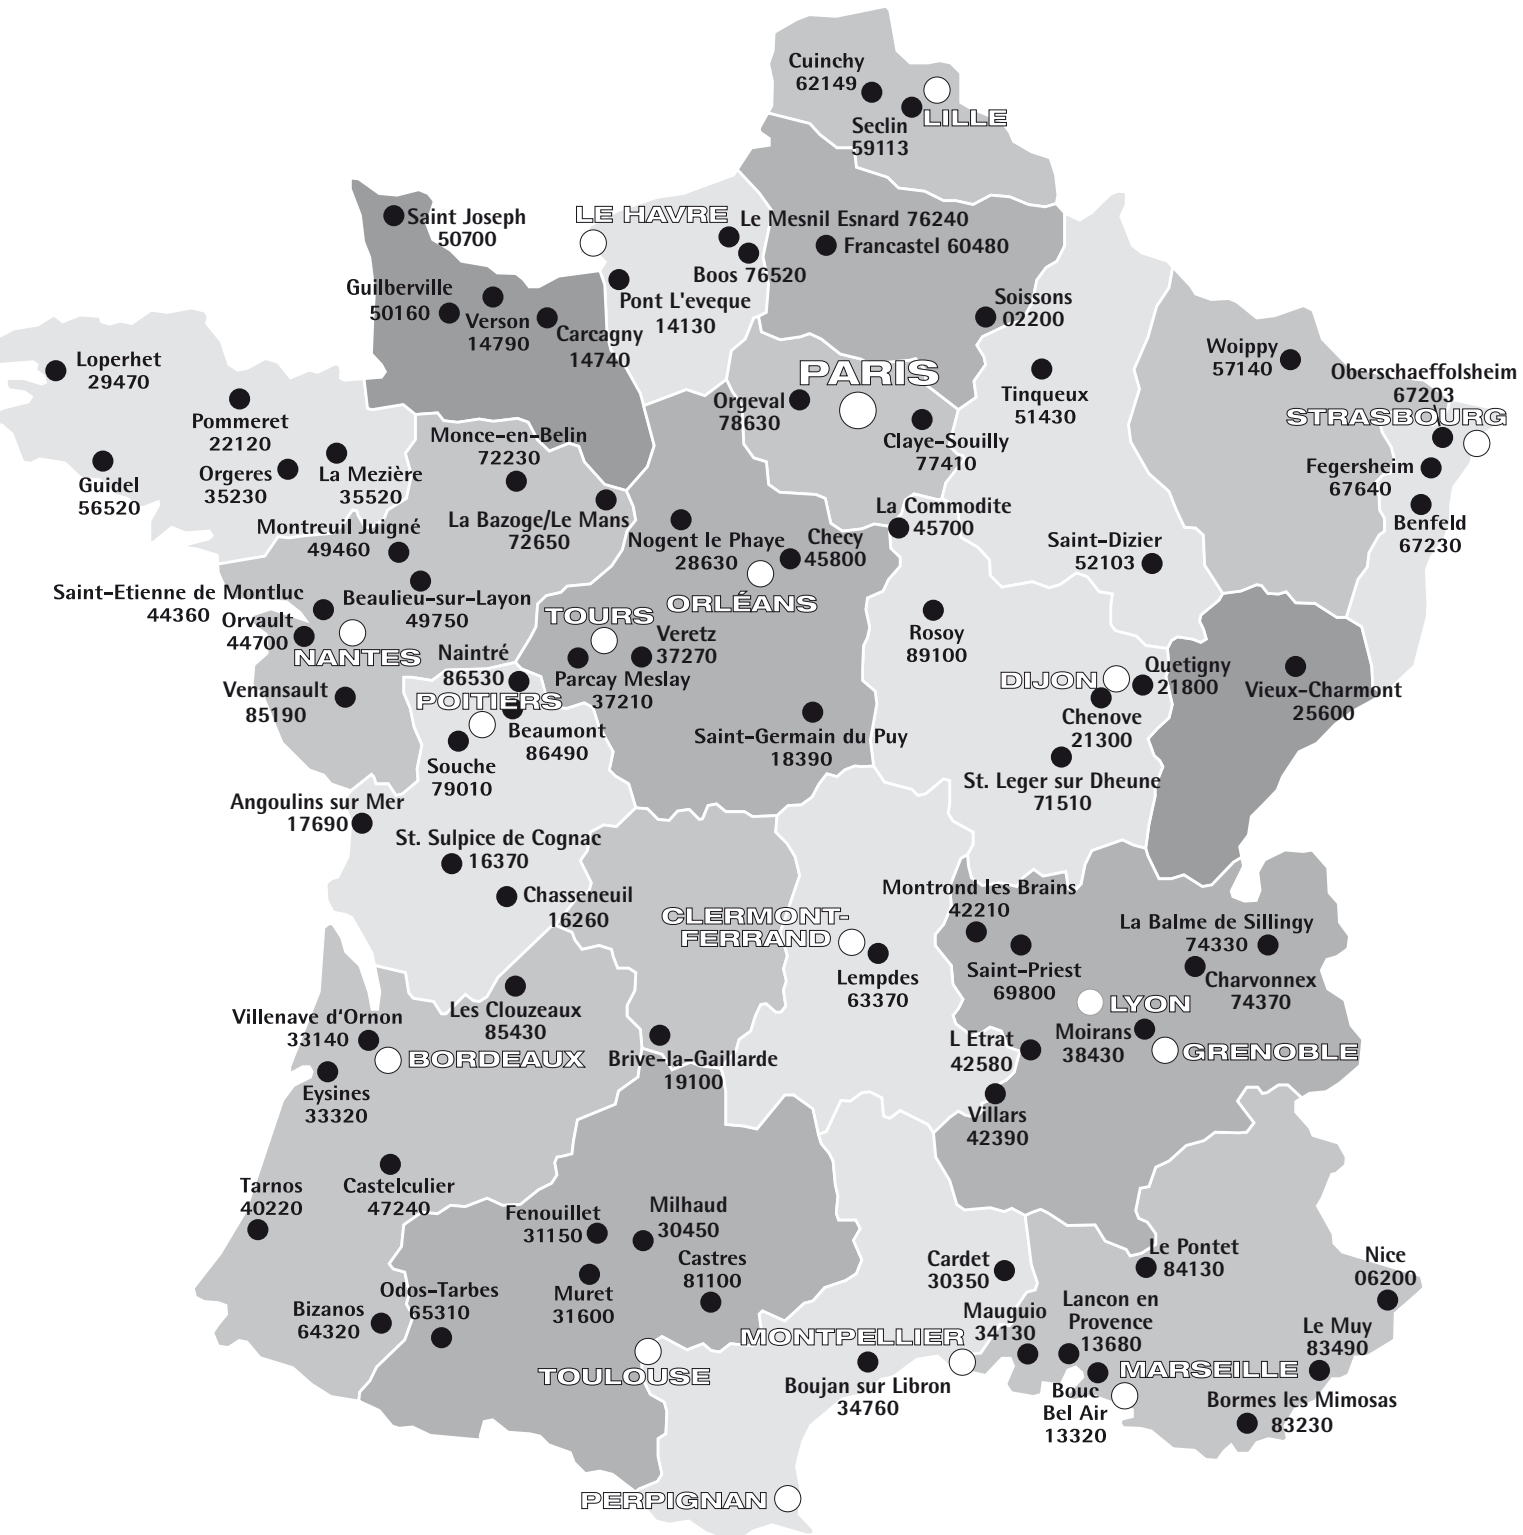 Cuinchy
62149
Seclin
59113
LILLE
Saint Joseph
50700
LE HAVRE
Le Mesnil Esnard 76240
Francastel 60480
Boos 76520
Guilberville
50160
Verson
14790
Carcagny
14740
Pont L'eveque
14130
Soissons
02200
Loperhet
29470
Pommeret
22120
Guidel
56520
Orgeres
35230
La Mezière
35520
Monce-en-Belin
72230
La Bazoge/Le Mans
72650
PARIS
Orgeval
78630
Claye-Souilly
77410
Tinqueux
51430
Woippy
57140
Oberschaeffolsheim
67203
STRASBOURG
Fegersheim
67640
Benfeld
67230
Montreuil Juigné
49460
Nogent le Phaye
28630
Checy
45800
La Commodite
45700
Saint-Dizier
52103
Saint-Etienne de Montluc
44360
Orvault
44700
NANTES
Beaulieu-sur-Layon
49750
TOURS
ORLÉANS
Veretz
37270
Parcay Meslay
37210
Rosoy
89100
DIJON
Quetigny
21800
Chenove
21300
Vieux-Charmont
25600
Venansault
85190
Naintré
86530
POITIERS
Beaumont
86490
Souche
79010
Saint-Germain du Puy
18390
St. Leger sur Dheune
71510
Angoulins sur Mer
17690
St. Sulpice de Cognac
16370
Chasseneuil
16260
CLERMONT-
FERRAND
Lempdes
63370
Montrond les Brains
42210
Saint-Priest
69800
La Balme de Sillingy
74330
Charvonnex
74370
LYON
Moirans
38430
GRENOBLE
L Etrat
42580
Villars
42390
Les Clouzeaux
85430
Villenave d'Ornon
33140
BORDEAUX
Eysines
33320
Brive-la-Gaillarde
19100
Castelculier
47240
Tarnos
40220
Bizanos
64320
Odos-Tarbes
65310
Fenouillet
31150
Milhaud
30450
Muret
31600
Castres
81100
TOULOUSE
Cardet
30350
Mauguio
34130
MONTPELLIER
Boujan sur Libron
34760
Le Pontet
84130
Lancon en
Provence
13680
Bouc
Bel Air
13320
MARSEILLE
Nice
06200
Le Muy
83490
Bormes les Mimosas
83230
PERPIGNAN